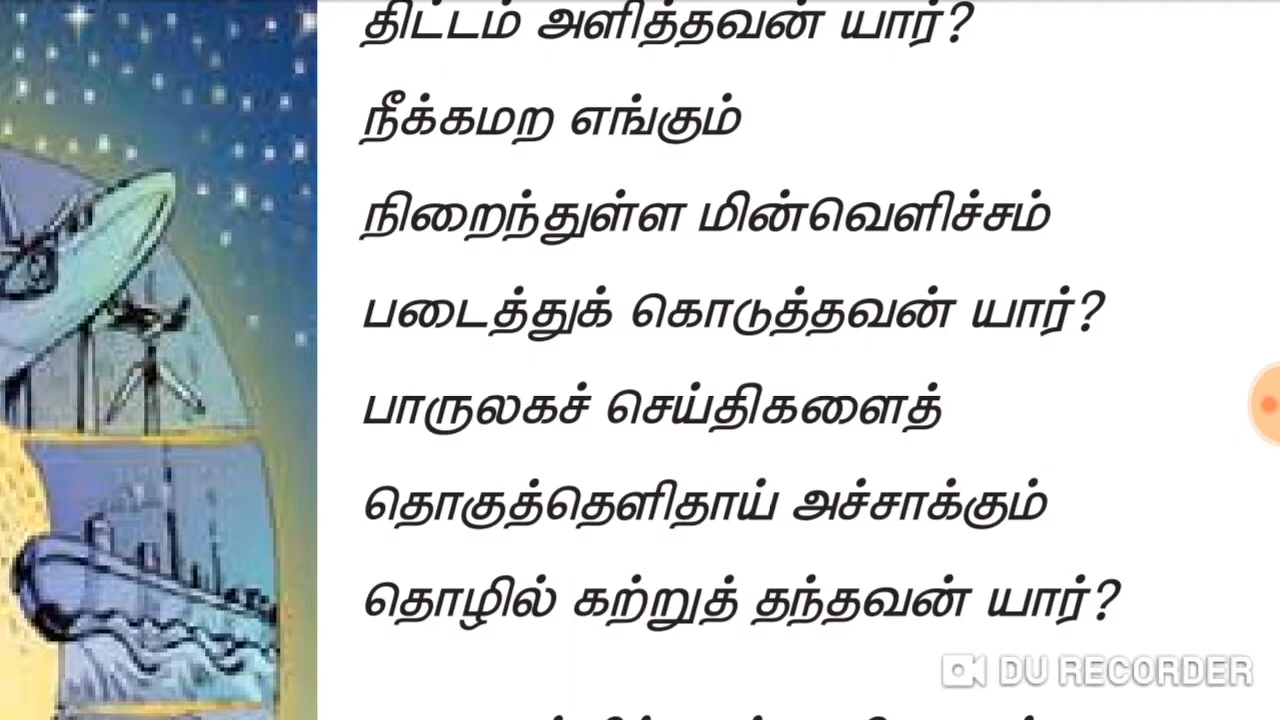 திட்டம் அளித்தவன் யார்?
நீக்கமற எங்கும்
நிறைந்துள்ள மின்வெளிச்சம்
படைத்துக் கொடுத்தவன் யார்?
பாருலகச் செய்திகளைத்
தொகுத்தெளிதாய் அச்சாக்கும்
தொழில் கற்றுத் தந்தவன் யார்?
DU RECORDER